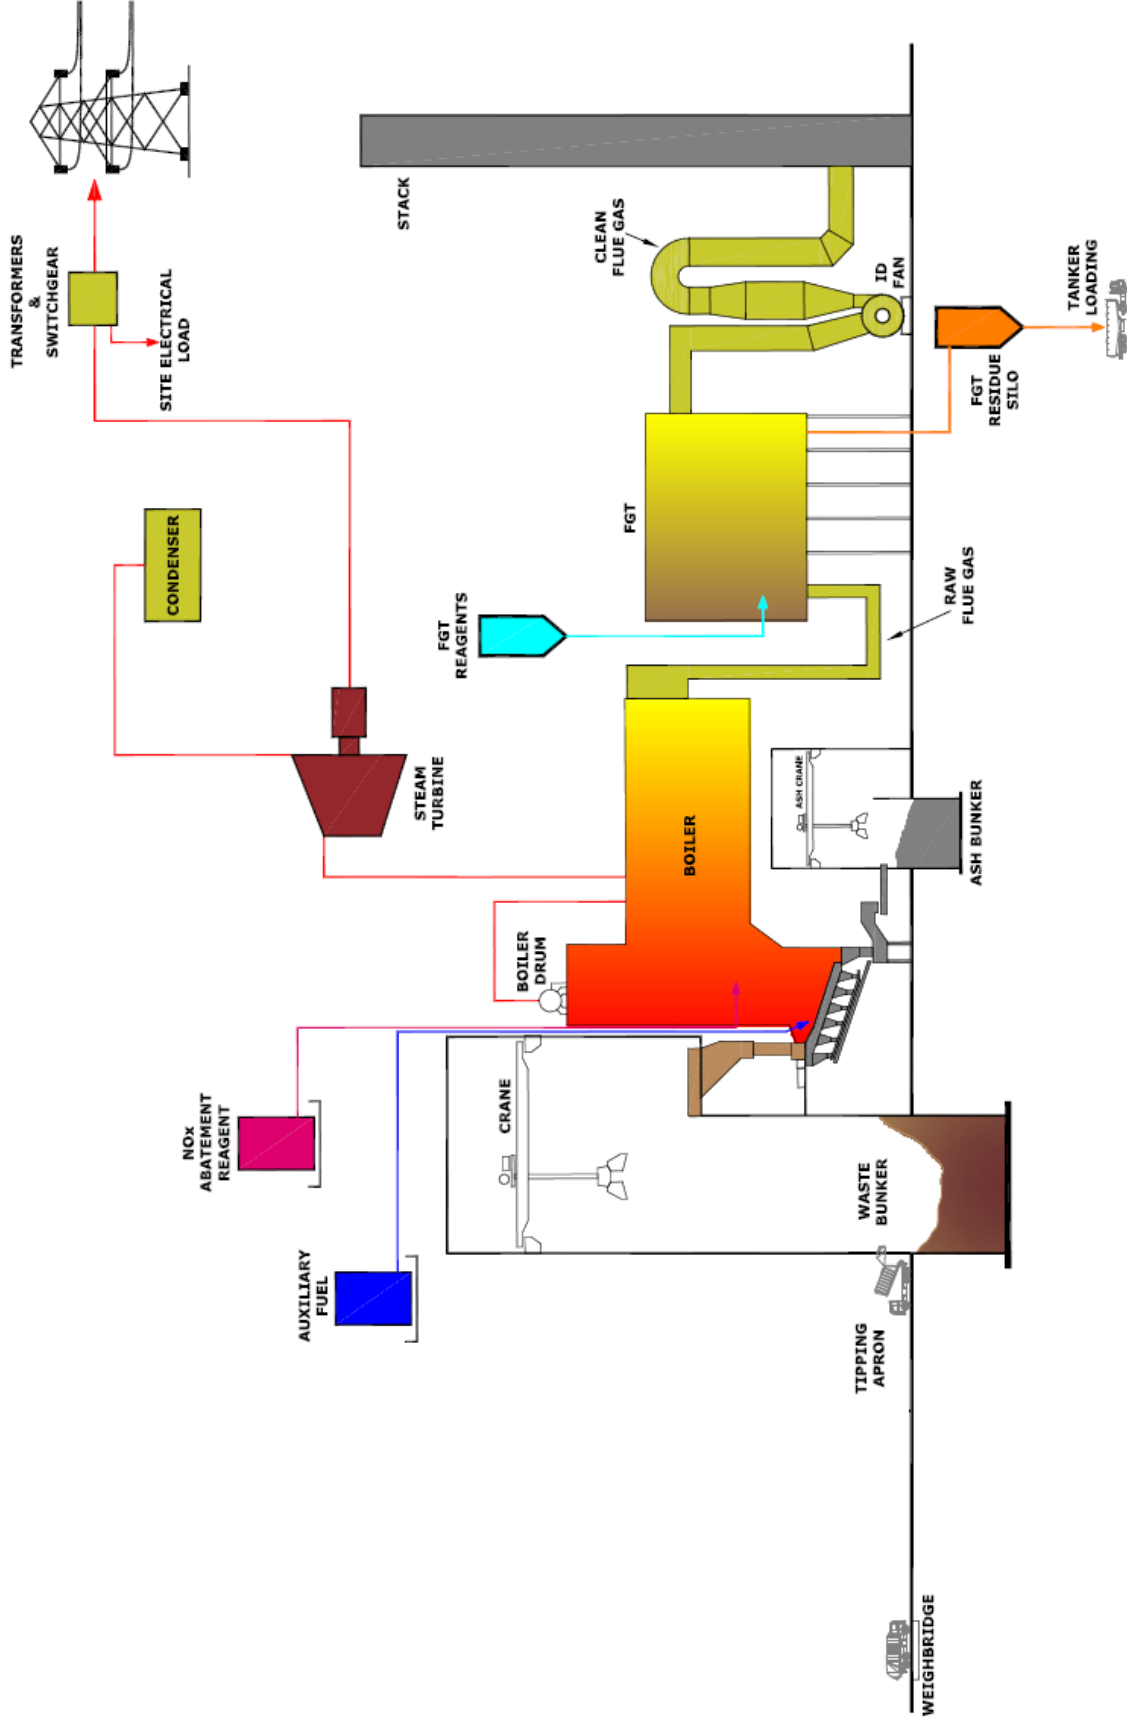 TRANSFORMERS
&
SWITCHGEAR
SITE ELECTRICAL
LOAD
CONDENSER
NOx
ABATEMENT
REAGENT
AUXILIARY
FUEL
STEAM
TURBINE
STACK
FGT
REAGENTS
CLEAN
FLUE GAS
CRANE
BOILER
DRUM
FGT
BOILER
ID
FAN
ASH CRANE
WASTE
BUNKER
TIPPING
APRON
RAW
FLUE GAS
WEIGHBRIDGE
ASH BUNKER
FGT
RESIDUE
SILO
TANKER
LOADING